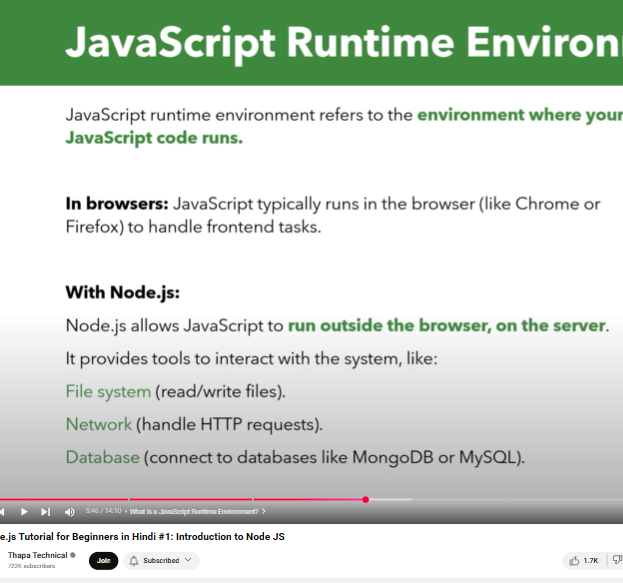 JavaScript Runtime Environ
JavaScript runtime environment refers to the environment where your
JavaScript code runs.
In browsers: JavaScript typically runs in the browser (like Chrome or
Firefox) to handle frontend tasks.
With Node.js:
Node.js allows JavaScript to run outside the browser, on the server.
It provides tools to interact with the system, like:
File system (read/write files).
Network (handle HTTP requests).
Database (connect to databases like MongoDB or MySQL).
5:46 / 14:10 • What is a JavaScript Runtime Environment? >
e.js Tutorial for Beginners in Hindi #1: Introduction to Node JS
Thapa Technical
722K subscribers
Join
Subscribed
1.7K